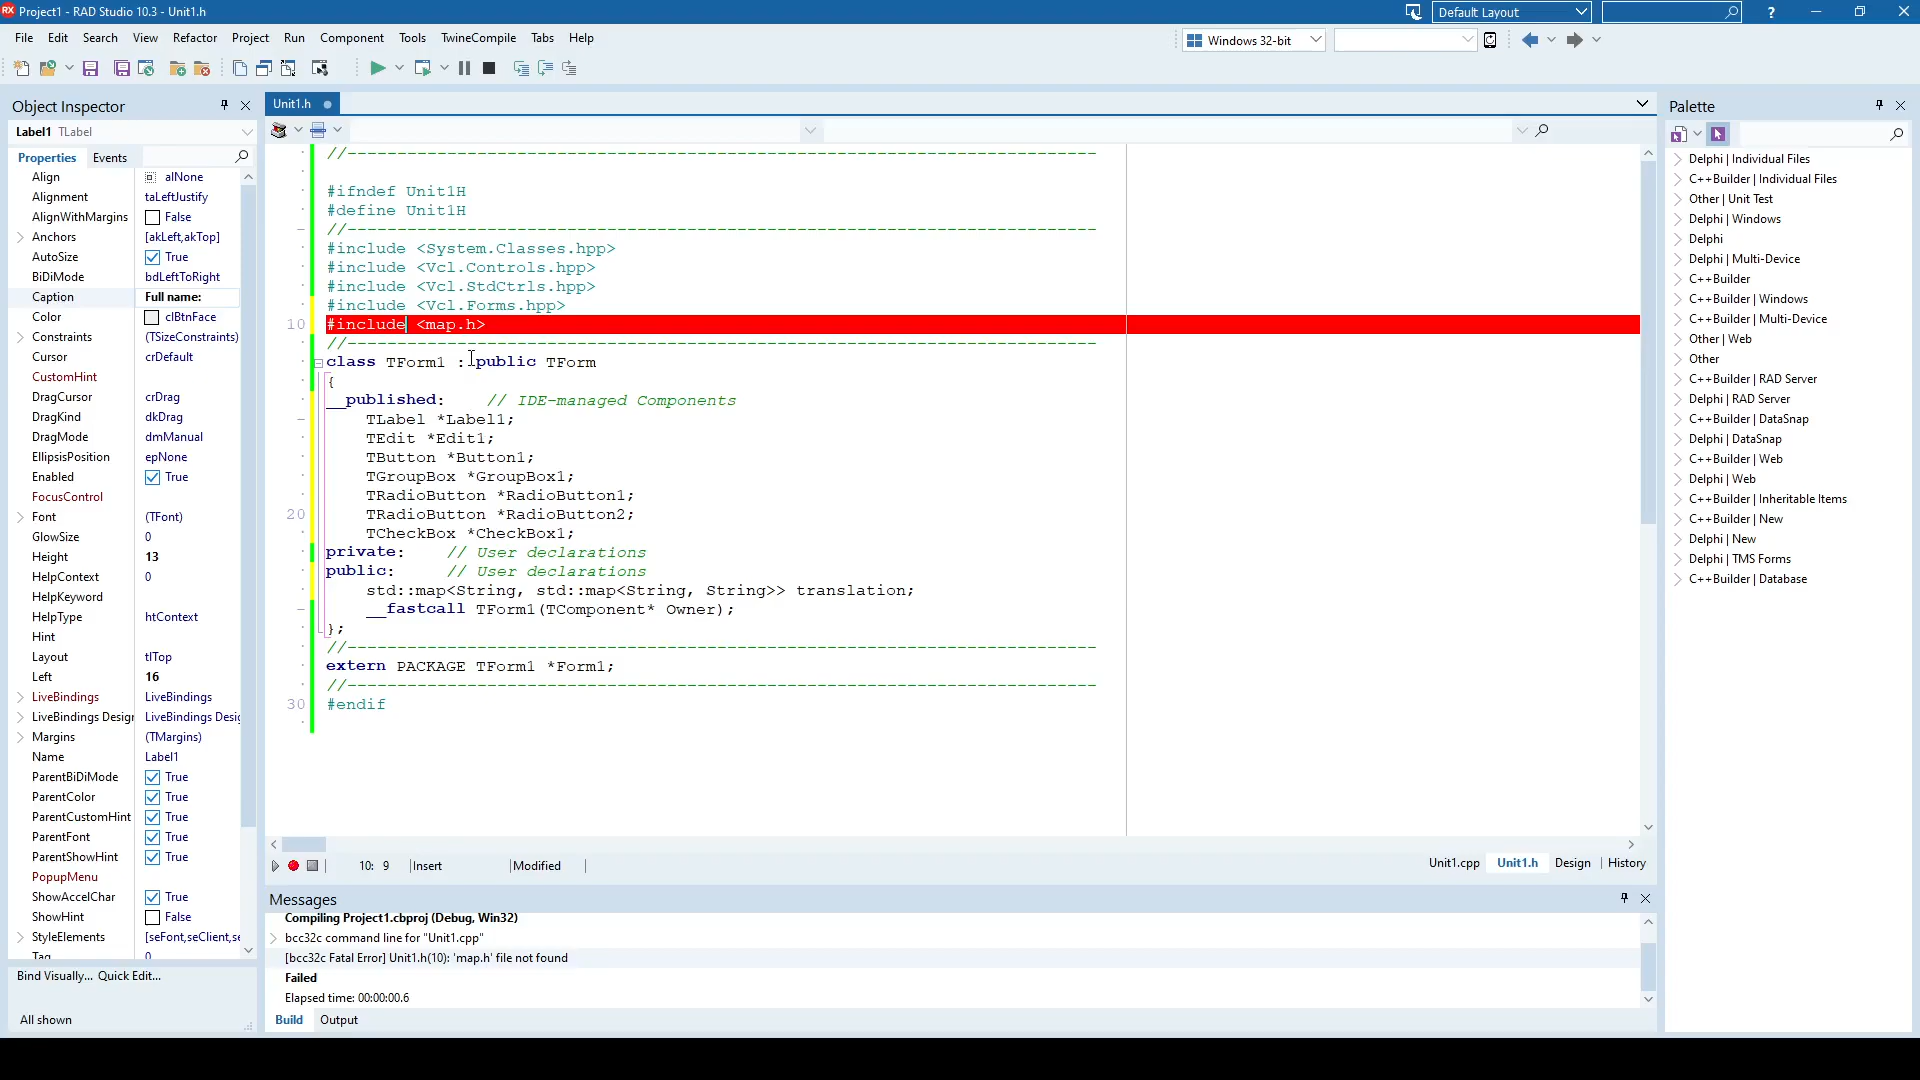 Project1 - RAD Studio 10.3 - Unit1.h
Default Layout
File Edit Search View Refactor Project Run Component Tools TwineCompile Tabs Help
Windows 32-bit
Object Inspector
Label1 TLabel
Properties Events
Align alNone
Alignment taLeftJustify
AlignWithMargins False
Anchors [akLeft,akTop]
AutoSize True
BiDiMode bdLeftToRight
Caption Full name:
Color clBtnFace
Constraints (TSizeConstraints)
Cursor crDefault
CustomHint
DragCursor crDrag
DragKind dkDrag
DragMode dmManual
EllipsisPosition epNone
Enabled True
FocusControl
Font (TFont)
GlowSize 0
Height 13
HelpContext 0
HelpKeyword
HelpType htContext
Hint
Layout tlTop
Left 16
LiveBindings LiveBindings
LiveBindings Design LiveBindings Desig
Margins (TMargins)
Name Label1
ParentBiDiMode True
ParentColor True
ParentCustomHint True
ParentFont True
ParentShowHint True
PopupMenu
ShowAccelChar True
ShowHint False
StyleElements [seFont,seClient,se
Tag 0
Bind Visually... Quick Edit...
All shown
Unit1.h
//---------------------------------------------------------------------------
#ifndef Unit1H
#define Unit1H
//---------------------------------------------------------------------------
#include <System.Classes.hpp>
#include <Vcl.Controls.hpp>
#include <Vcl.StdCtrls.hpp>
#include <Vcl.Forms.hpp>
10 #include <map.h>
//---------------------------------------------------------------------------
class TForm1 : public TForm
{
__published:    // IDE-managed Components
    TLabel *Label1;
    TEdit *Edit1;
    TButton *Button1;
    TGroupBox *GroupBox1;
    TRadioButton *RadioButton1;
20     TRadioButton *RadioButton2;
    TCheckBox *CheckBox1;
private:    // User declarations
public:     // User declarations
    std::map<String, std::map<String, String>> translation;
    __fastcall TForm1(TComponent* Owner);
};
//---------------------------------------------------------------------------
extern PACKAGE TForm1 *Form1;
//---------------------------------------------------------------------------
30 #endif
10: 9 Insert Modified
Unit1.cpp Unit1.h Design History
Messages
Compiling Project1.cbproj (Debug, Win32)
bcc32c command line for "Unit1.cpp"
[bcc32c Fatal Error] Unit1.h(10): 'map.h' file not found
Failed
Elapsed time: 00:00:00.6
Build Output
Palette
Delphi | Individual Files
C++Builder | Individual Files
Other | Unit Test
Delphi | Windows
Delphi
Delphi | Multi-Device
C++Builder
C++Builder | Windows
C++Builder | Multi-Device
Other | Web
Other
C++Builder | RAD Server
Delphi | RAD Server
C++Builder | DataSnap
Delphi | DataSnap
C++Builder | Web
Delphi | Web
C++Builder | Inheritable Items
C++Builder | New
Delphi | New
Delphi | TMS Forms
C++Builder | Database